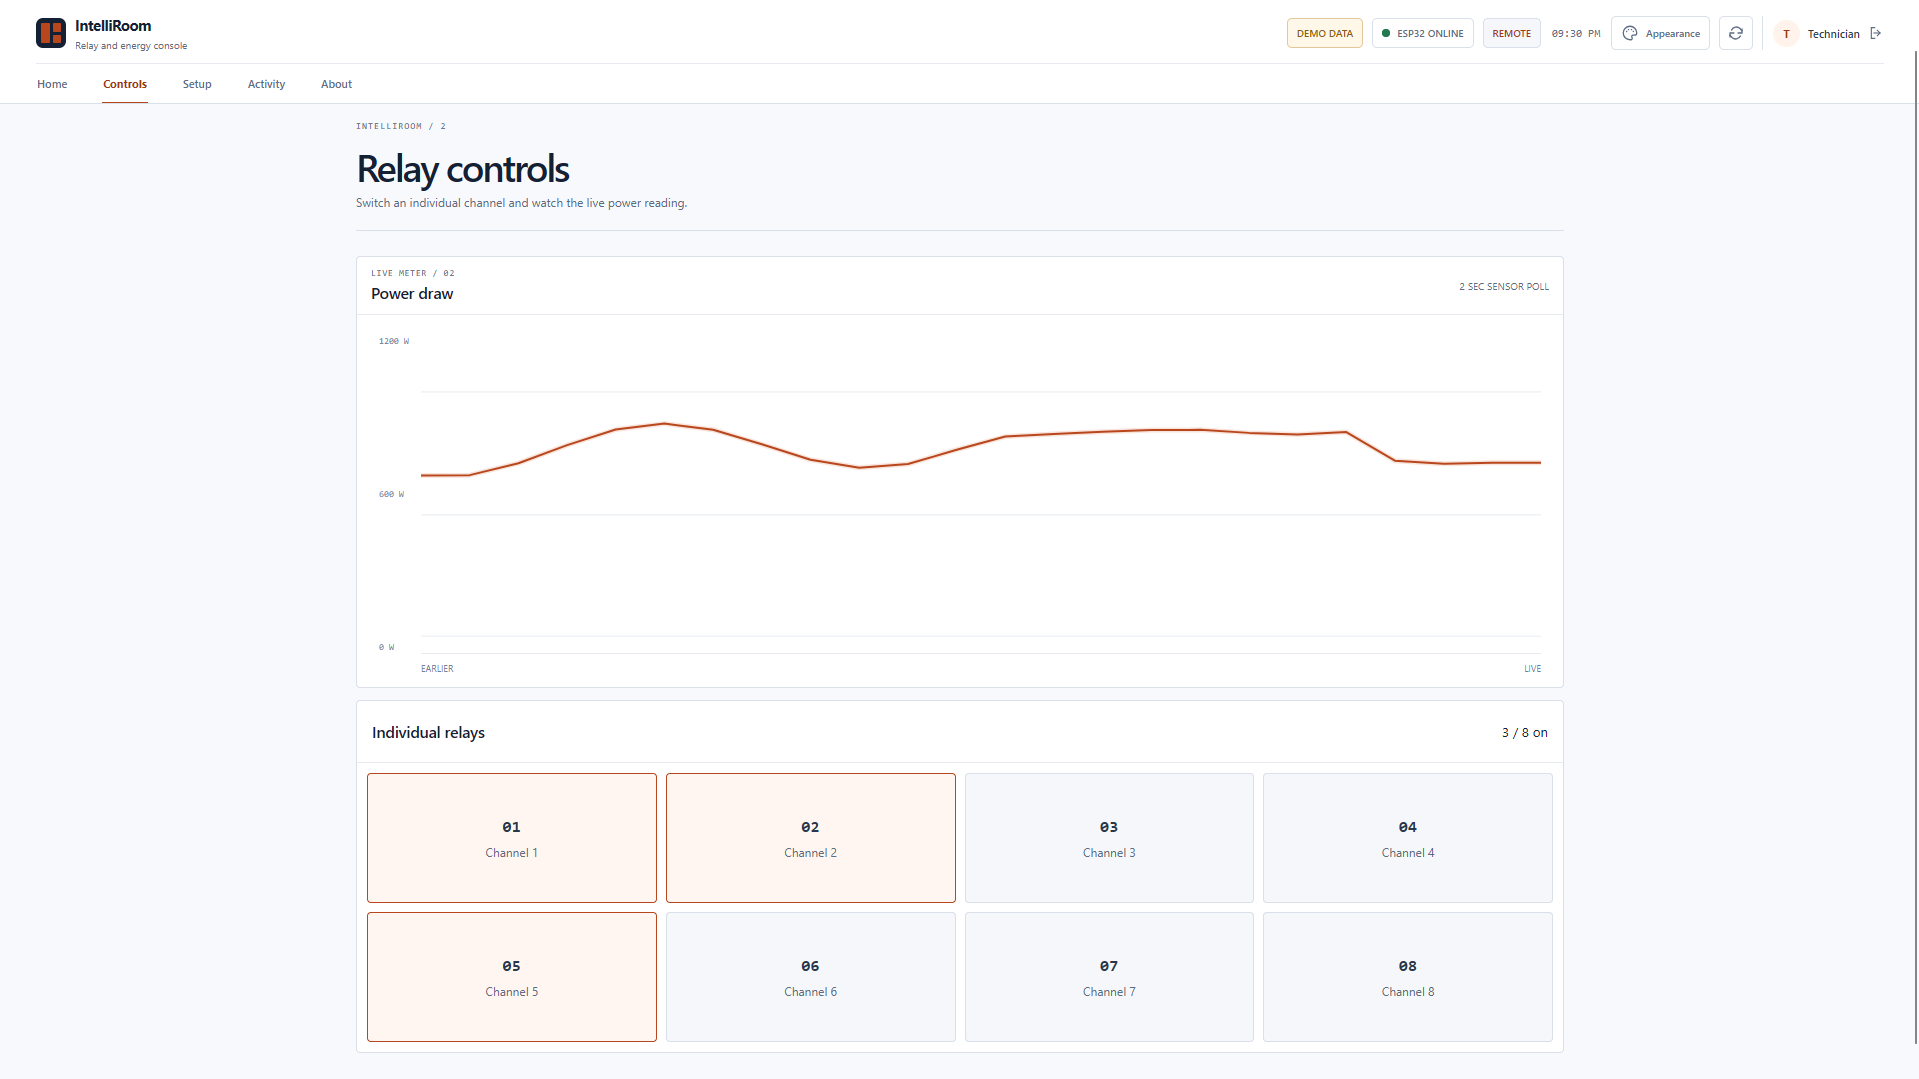 IntelliRoom
Relay and energy console
DEMO DATA
ESP32 ONLINE
REMOTE
09:30 PM
Appearance
T
Technician
Home
Controls
Setup
Activity
About
INTELLIROOM / 2
Relay controls
Switch an individual channel and watch the live power reading.
LIVE METER / 02
Power draw
2 SEC SENSOR POLL
1200 W
600 W
0 W
EARLIER
LIVE
Individual relays
3 / 8 on
01
Channel 1
02
Channel 2
03
Channel 3
04
Channel 4
05
Channel 5
06
Channel 6
07
Channel 7
08
Channel 8